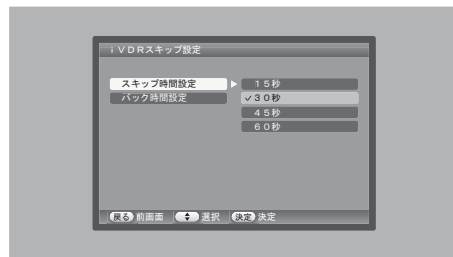 iVDRスキップ設定
スキップ時間設定 ▶ 15秒
バック時間設定 ✓30秒
45秒
60秒
戻る 前画面 選択 決定 決定